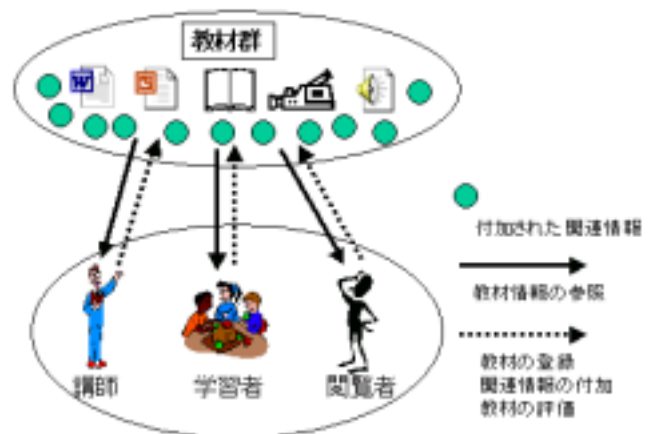 教材群
W
付加された関連情報
教材情報の参照
講師
学習者
閲覧者
教材の登録
関連情報の付加
教材の評価